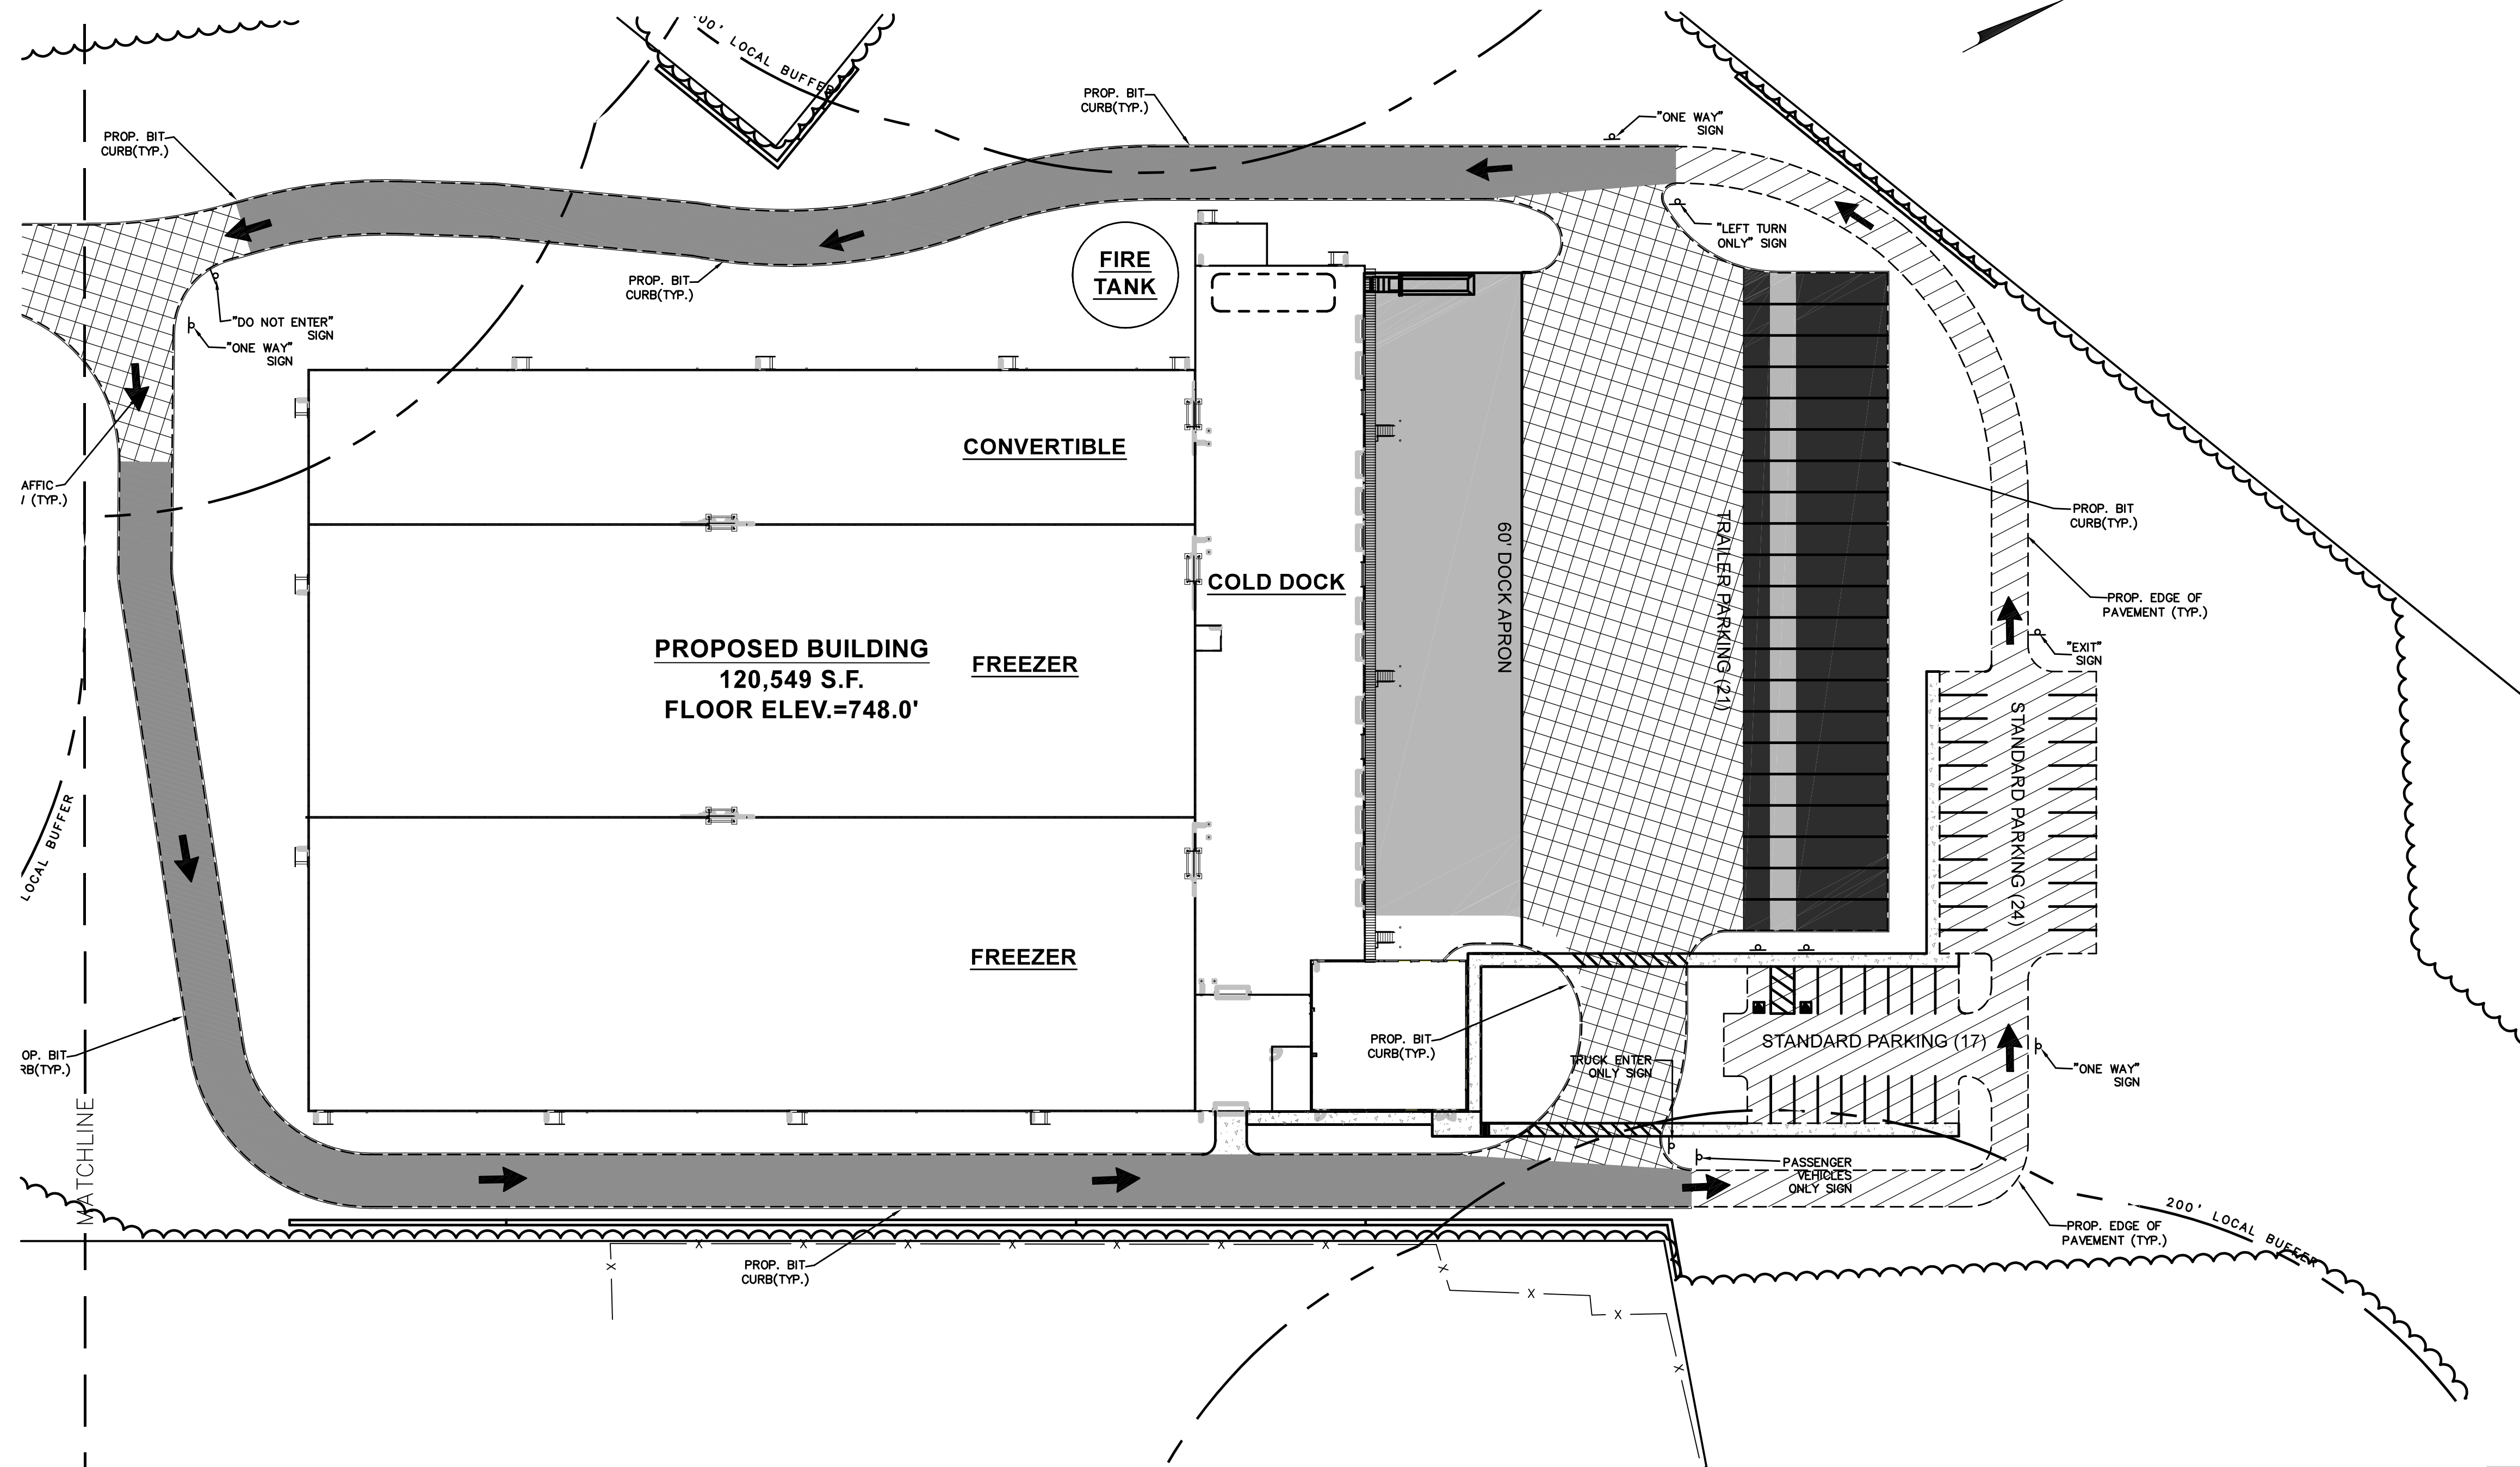 200' LOCAL BUFFER
PROP. BIT
CURB(TYP.)
"ONE WAY"
SIGN
PROP. BIT
CURB(TYP.)
"LEFT TURN
ONLY" SIGN
FIRE
TANK
PROP. BIT
CURB(TYP.)
"DO NOT ENTER"
SIGN
"ONE WAY"
SIGN
CONVERTIBLE
AFFIC
(TYP.)
PROP. BIT
CURB(TYP.)
60' DOCK APRON
TRAILER PARKING (21)
COLD DOCK
PROP. EDGE OF
PAVEMENT (TYP.)
PROPOSED BUILDING
120,549 S.F.
FLOOR ELEV.=748.0'
FREEZER
"EXIT"
SIGN
STANDARD PARKING (24)
LOCAL BUFFER
FREEZER
PROP. BIT
CURB(TYP.)
STANDARD PARKING (17)
TRUCK ENTER
ONLY SIGN
OP. BIT
RB(TYP.)
"ONE WAY"
SIGN
MATCHLINE
PASSENGER
VEHICLES
ONLY SIGN
200' LOCAL BUFFER
PROP. EDGE OF
PAVEMENT (TYP.)
PROP. BIT
CURB(TYP.)
X X X X X X X
X
X
X
X
X